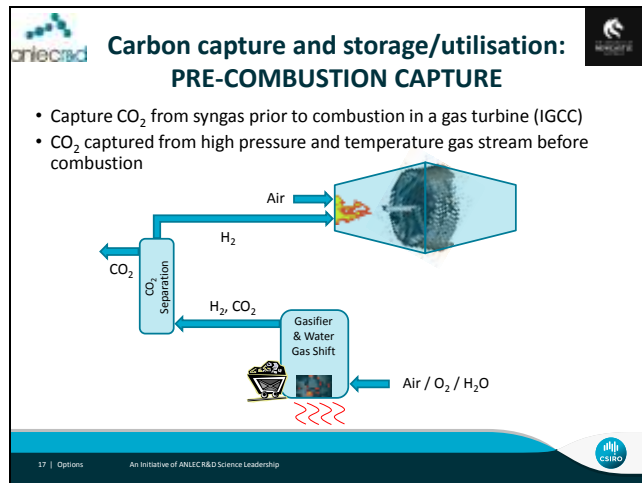 anlecr&d
Carbon capture and storage/utilisation:
PRE-COMBUSTION CAPTURE
• Capture CO₂ from syngas prior to combustion in a gas turbine (IGCC)
• CO₂ captured from high pressure and temperature gas stream before
combustion
Air
H₂
CO₂
CO₂
Separation
H₂, CO₂
Gasifier
& Water
Gas Shift
Air / O₂ / H₂O
17 | Options
An Initiative of ANLEC R&D Science Leadership
CSIRO